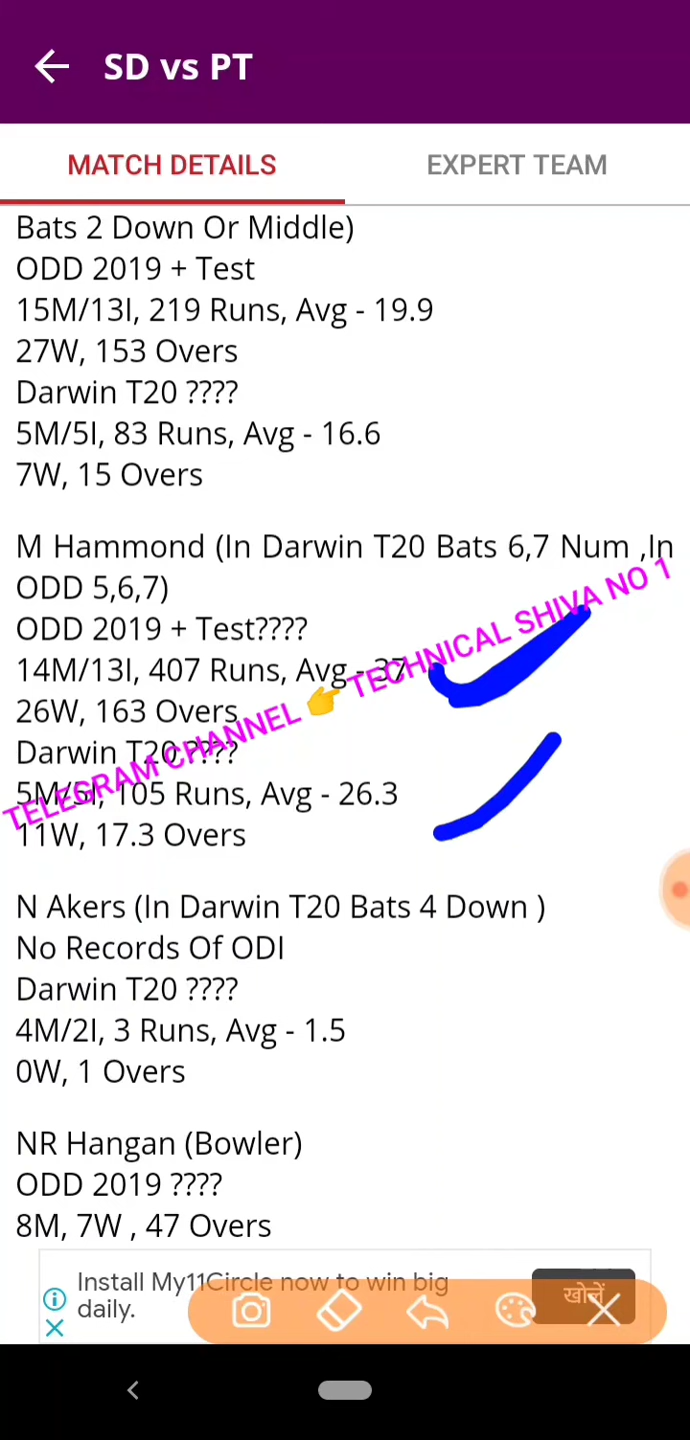 SD vs PT
MATCH DETAILS
EXPERT TEAM
Bats 2 Down Or Middle)
ODD 2019 + Test
15M/13I, 219 Runs, Avg - 19.9
27W, 153 Overs
Darwin T20 ????
5M/5I, 83 Runs, Avg - 16.6
7W, 15 Overs
M Hammond (In Darwin T20 Bats 6,7 Num ,In
ODD 5,6,7)
ODD 2019 + Test????
14M/13I, 407 Runs, Avg - 37
26W, 163 Overs
Darwin T20 ????
5M/5I, 105 Runs, Avg - 26.3
11W, 17.3 Overs
TELEGRAM CHANNEL 👉 TECHNICAL SHIVA NO 1
N Akers (In Darwin T20 Bats 4 Down )
No Records Of ODI
Darwin T20 ????
4M/2I, 3 Runs, Avg - 1.5
0W, 1 Overs
NR Hangan (Bowler)
ODD 2019 ????
8M, 7W , 47 Overs
Install My11Circle now to win big
daily.
खोलें